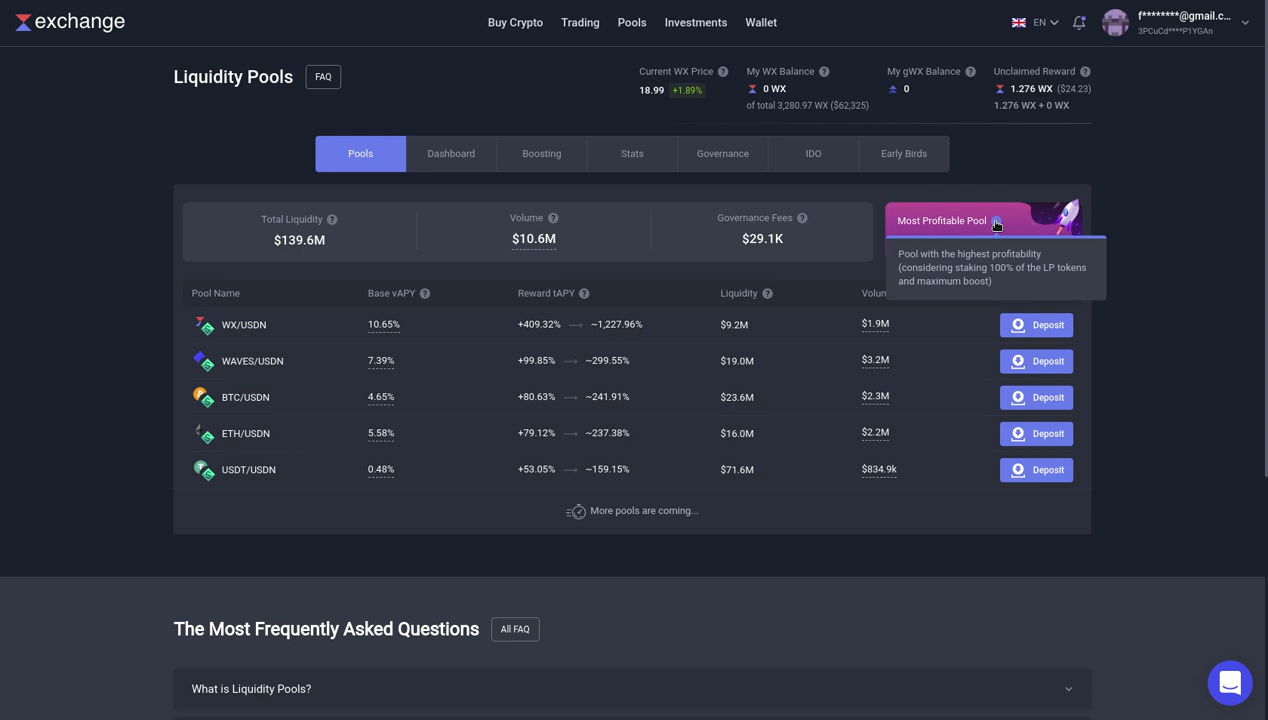 exchange
Buy Crypto Trading Pools Investments Wallet
EN
f********@gmail.c...
3PCuCd****P1YGAn
Liquidity Pools FAQ
Current WX Price ?
18.99 +1.89%
My WX Balance ?
0 WX
of total 3,280.97 WX ($62,325)
My gWX Balance ?
0
Unclaimed Reward ?
1.276 WX ($24.23)
1.276 WX + 0 WX
Pools Dashboard Boosting Stats Governance IDO Early Birds
Total Liquidity ?
$139.6M
Volume ?
$10.6M
Governance Fees ?
$29.1K
Most Profitable Pool
Pool with the highest profitability
(considering staking 100% of the LP tokens
and maximum boost)
Pool Name Base vAPY ? Reward tAPY ? Liquidity ?
WX/USDN 10.65% +409.32% ~1,227.96% $9.2M $1.9M Deposit
WAVES/USDN 7.39% +99.85% ~299.55% $19.0M $3.2M Deposit
BTC/USDN 4.65% +80.63% ~241.91% $23.6M $2.3M Deposit
ETH/USDN 5.58% +79.12% ~237.38% $16.0M $2.2M Deposit
USDT/USDN 0.48% +53.05% ~159.15% $71.6M $834.9k Deposit
More pools are coming...
The Most Frequently Asked Questions All FAQ
What is Liquidity Pools?